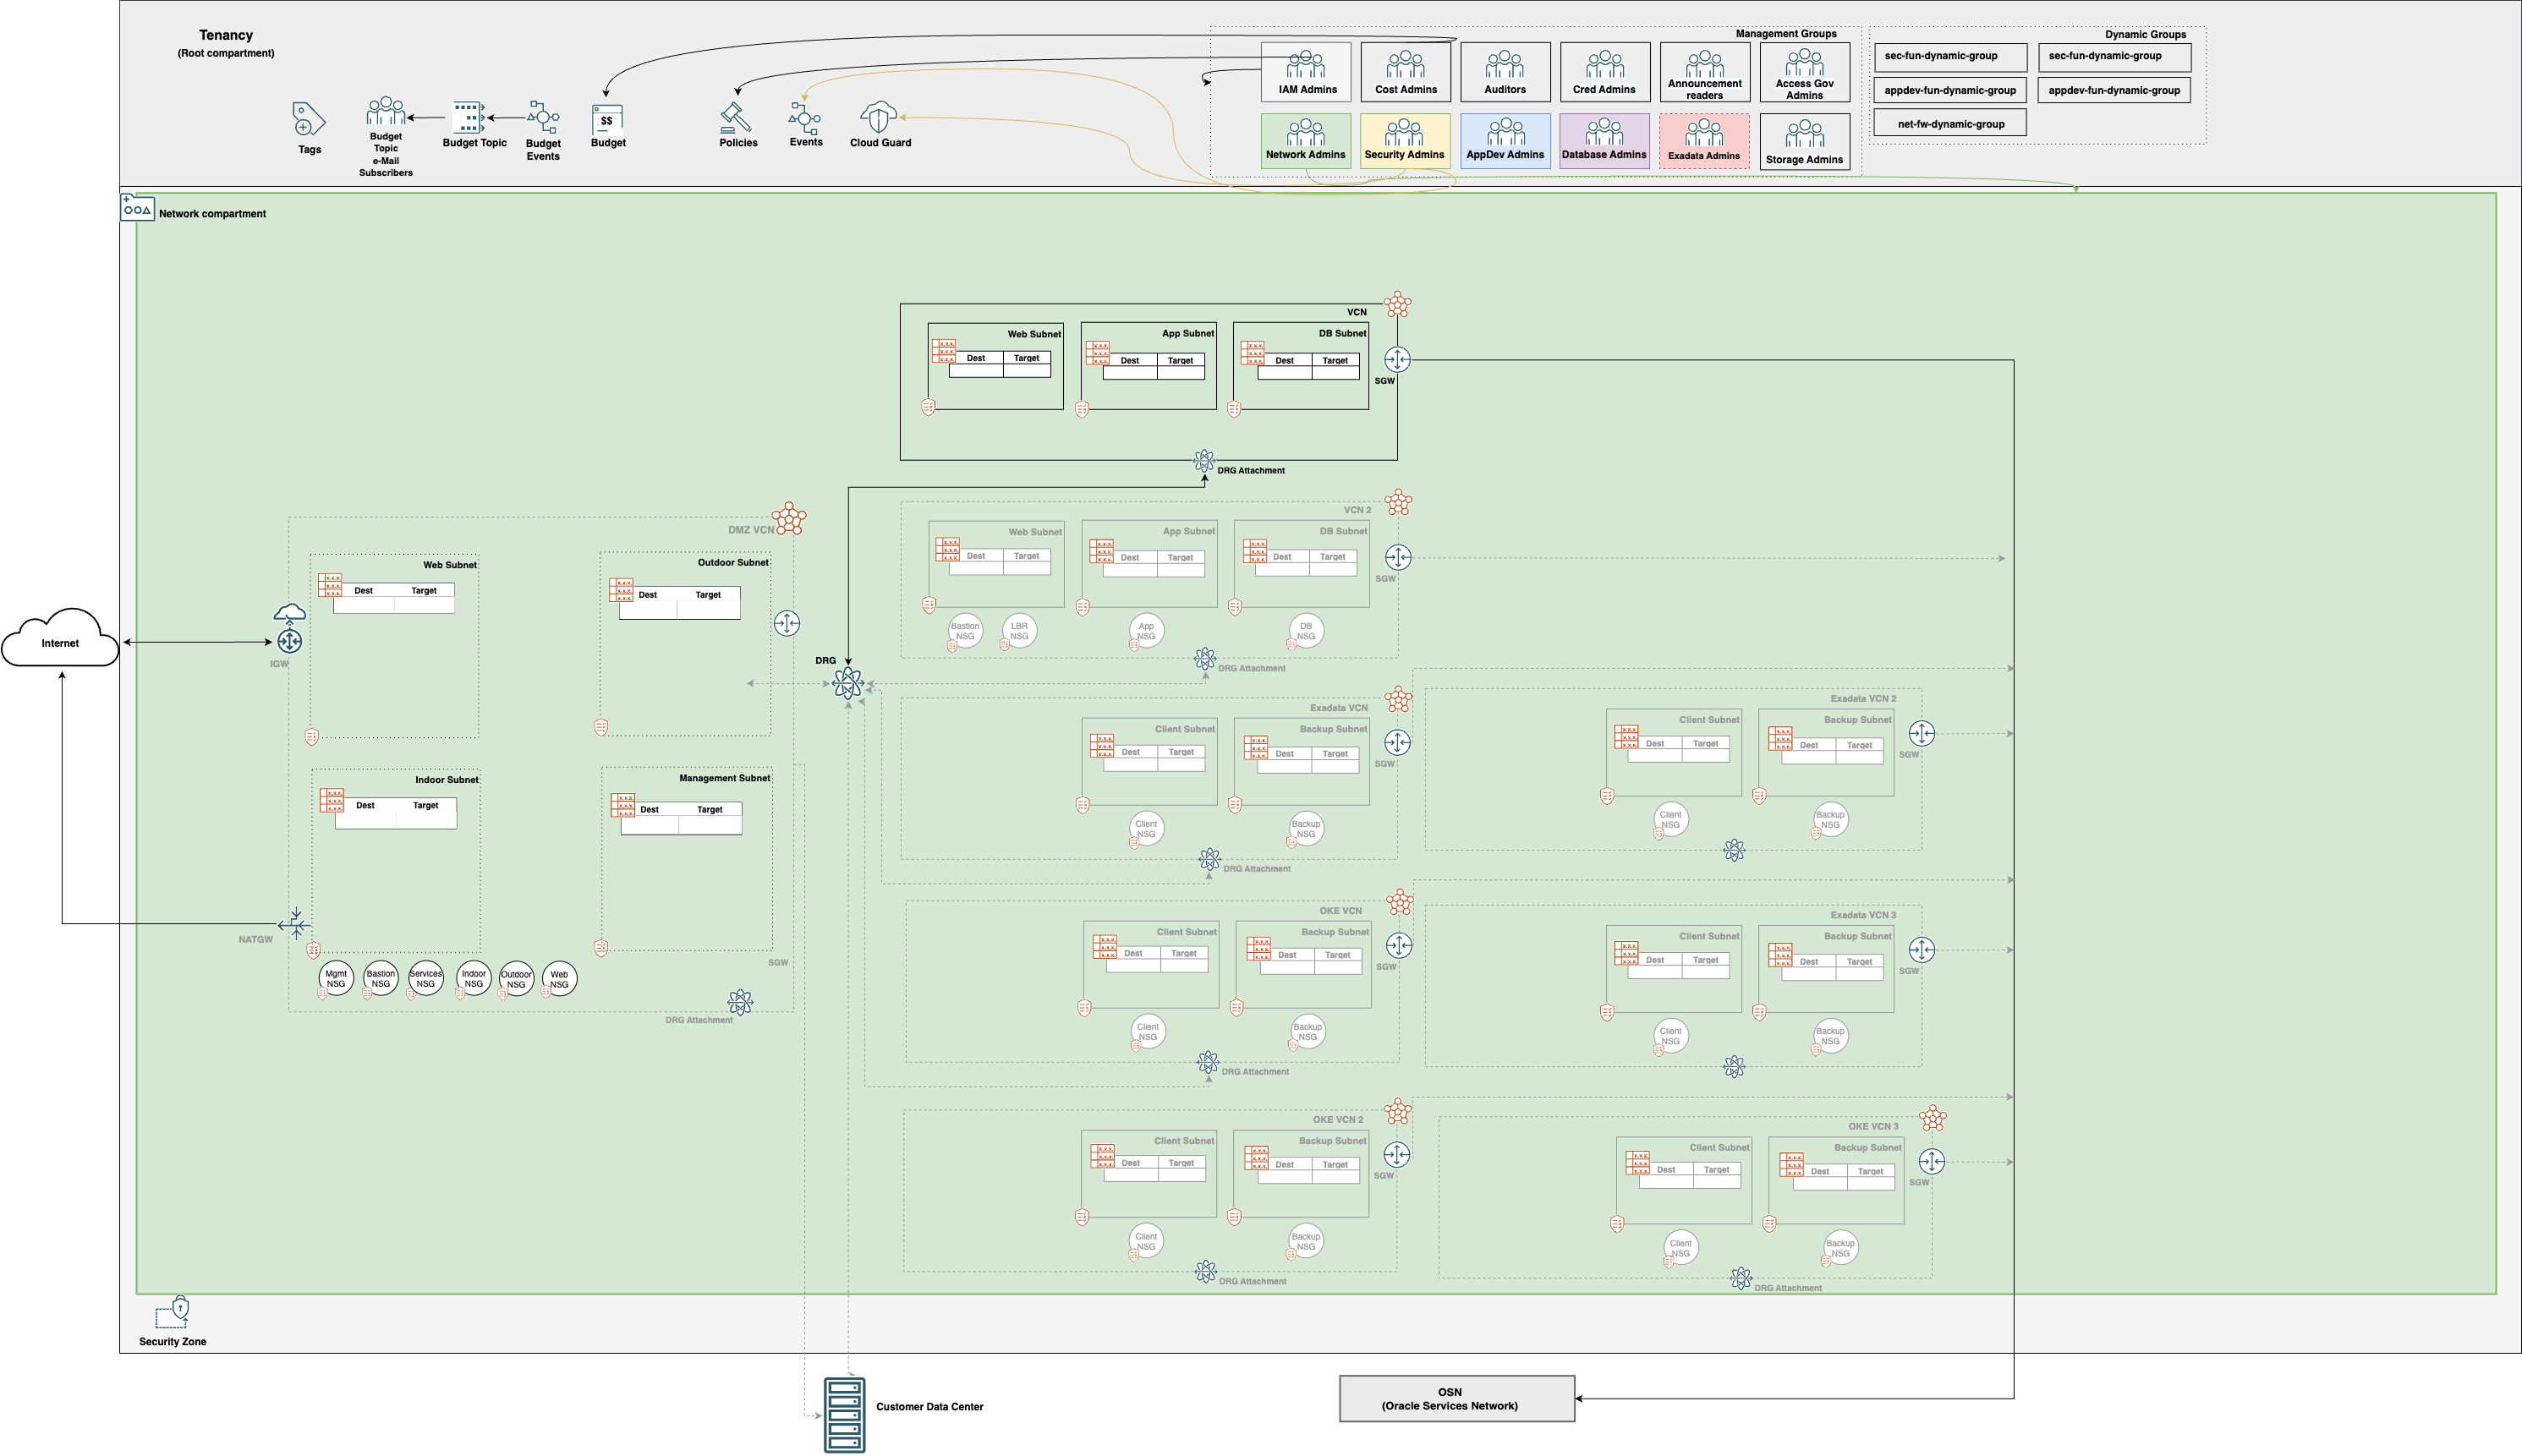 Tenancy
(Root compartment)
Tags
Budget
Topic
e-Mail
Subscribers
Budget Topic
Budget
Events
$$
Budget
Policies
Events
Cloud Guard
Management Groups
IAM Admins
Cost Admins
Auditors
Cred Admins
Announcement
readers
Access Gov
Admins
Network Admins
Security Admins
AppDev Admins
Database Admins
Exadata Admins
Storage Admins
Dynamic Groups
sec-fun-dynamic-group
sec-fun-dynamic-group
appdev-fun-dynamic-group
appdev-fun-dynamic-group
net-fw-dynamic-group
Network compartment
VCN
Web Subnet
Dest Target
App Subnet
Dest Target
DB Subnet
Dest Target
SGW
DRG Attachment
VCN 2
Web Subnet
Dest Target
App Subnet
Dest Target
DB Subnet
Dest Target
SGW
Bastion
NSG
LBR
NSG
App
NSG
DB
NSG
DRG Attachment
DMZ VCN
Web Subnet
Dest Target
Outdoor Subnet
Dest Target
Internet
IGW
DRG
Indoor Subnet
Dest Target
Management Subnet
Dest Target
NATGW
SGW
Mgmt
NSG
Bastion
NSG
Services
NSG
Indoor
NSG
Outdoor
NSG
Web
NSG
DRG Attachment
Exadata VCN
Client Subnet
Dest Target
Backup Subnet
Dest Target
SGW
Client
NSG
Backup
NSG
DRG Attachment
Exadata VCN 2
Client Subnet
Dest Target
Backup Subnet
Dest Target
SGW
Client
NSG
Backup
NSG
OKE VCN
Client Subnet
Dest Target
Backup Subnet
Dest Target
SGW
Client
NSG
Backup
NSG
DRG Attachment
Exadata VCN 3
Client Subnet
Dest Target
Backup Subnet
Dest Target
SGW
Client
NSG
Backup
NSG
OKE VCN 2
Client Subnet
Dest Target
Backup Subnet
Dest Target
SGW
Client
NSG
Backup
NSG
DRG Attachment
OKE VCN 3
Client Subnet
Dest Target
Backup Subnet
Dest Target
SGW
Client
NSG
Backup
NSG
DRG Attachment
Security Zone
Customer Data Center
OSN
(Oracle Services Network)